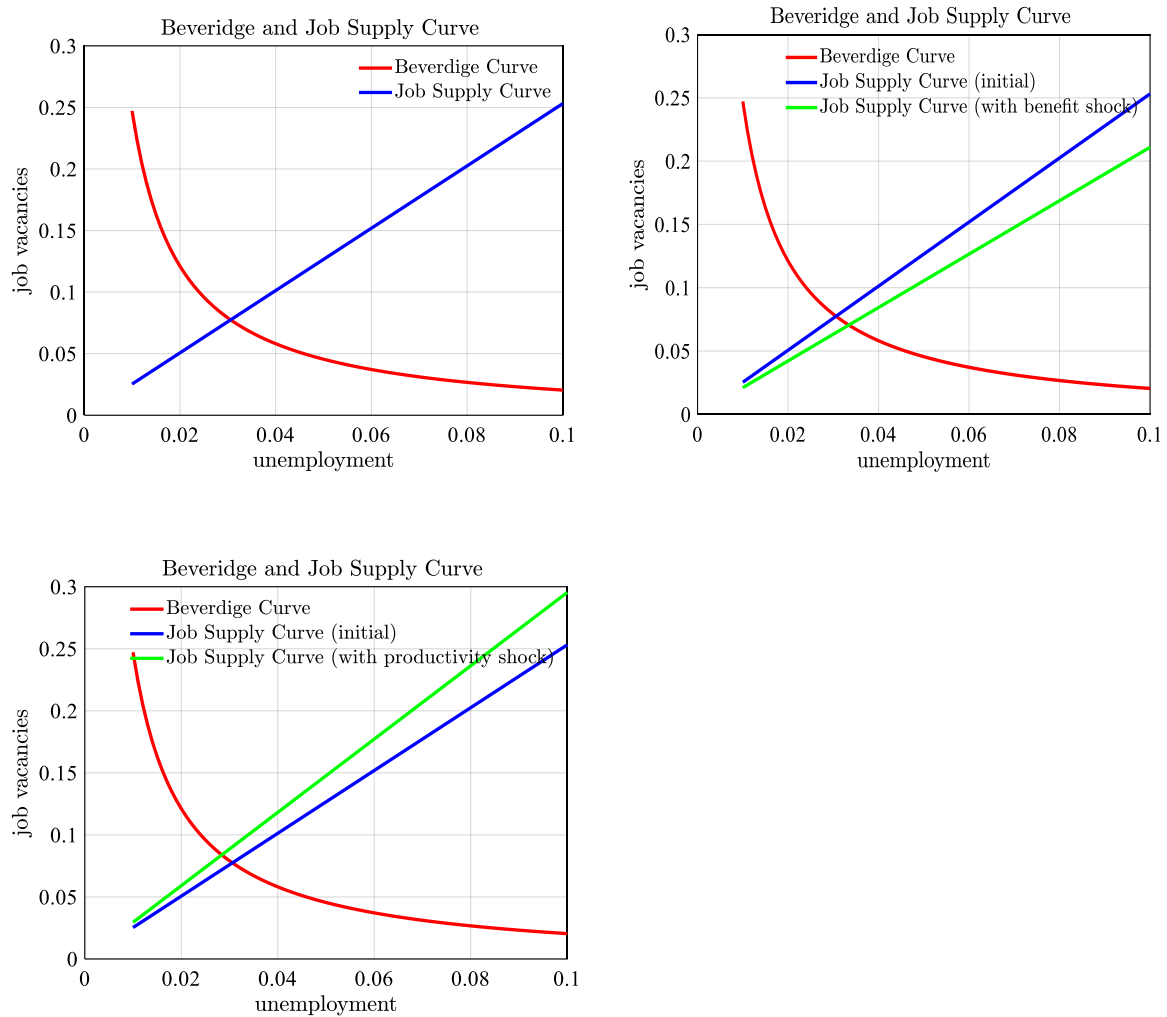 Beveridge and Job Supply Curve
Beverdige Curve
Job Supply Curve
0.3
0.25
0.2
0.15
0.1
0.05
0
job vacancies
0
0.02
0.04
0.06
0.08
0.1
unemployment
Beveridge and Job Supply Curve
Beverdige Curve
Job Supply Curve (initial)
Job Supply Curve (with benefit shock)
0.3
0.25
0.2
0.15
0.1
0.05
0
job vacancies
0
0.02
0.04
0.06
0.08
0.1
unemployment
Beveridge and Job Supply Curve
Beverdige Curve
Job Supply Curve (initial)
Job Supply Curve (with productivity shock)
0.3
0.25
0.2
0.15
0.1
0.05
0
job vacancies
0
0.02
0.04
0.06
0.08
0.1
unemployment